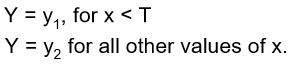 Y = y₁, for x < T
Y = y₂ for all other values of x.